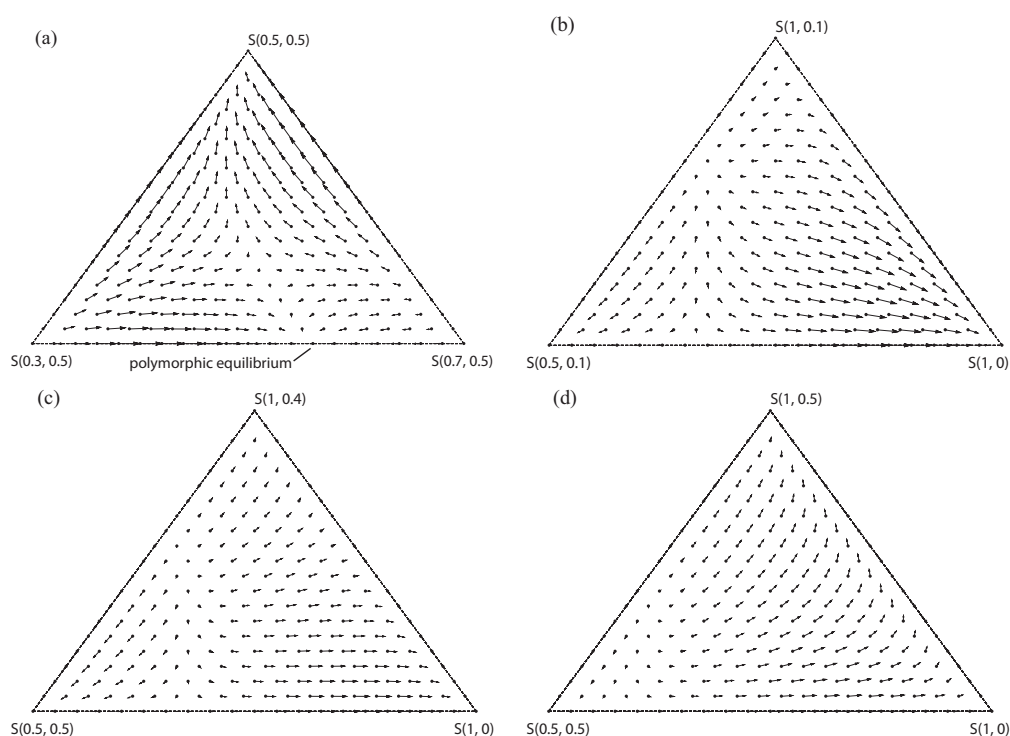 (a)
S(0.5, 0.5)
S(0.3, 0.5)
polymorphic equilibrium
S(0.7, 0.5)
(b)
S(1, 0.1)
S(0.5, 0.1)
S(1, 0)
(c)
S(1, 0.4)
S(0.5, 0.5)
S(1, 0)
(d)
S(1, 0.5)
S(0.5, 0.5)
S(1, 0)